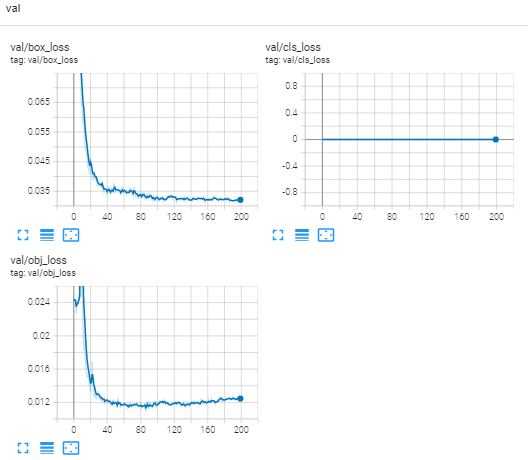 val
val/box_loss
tag: val/box_loss
0.065
0.055
0.045
0.035
0 40 80 120 160 200
val/cls_loss
tag: val/cls_loss
0.8
0.4
0
-0.4
-0.8
0 40 80 120 160 200
val/obj_loss
tag: val/obj_loss
0.024
0.02
0.016
0.012
0 40 80 120 160 200